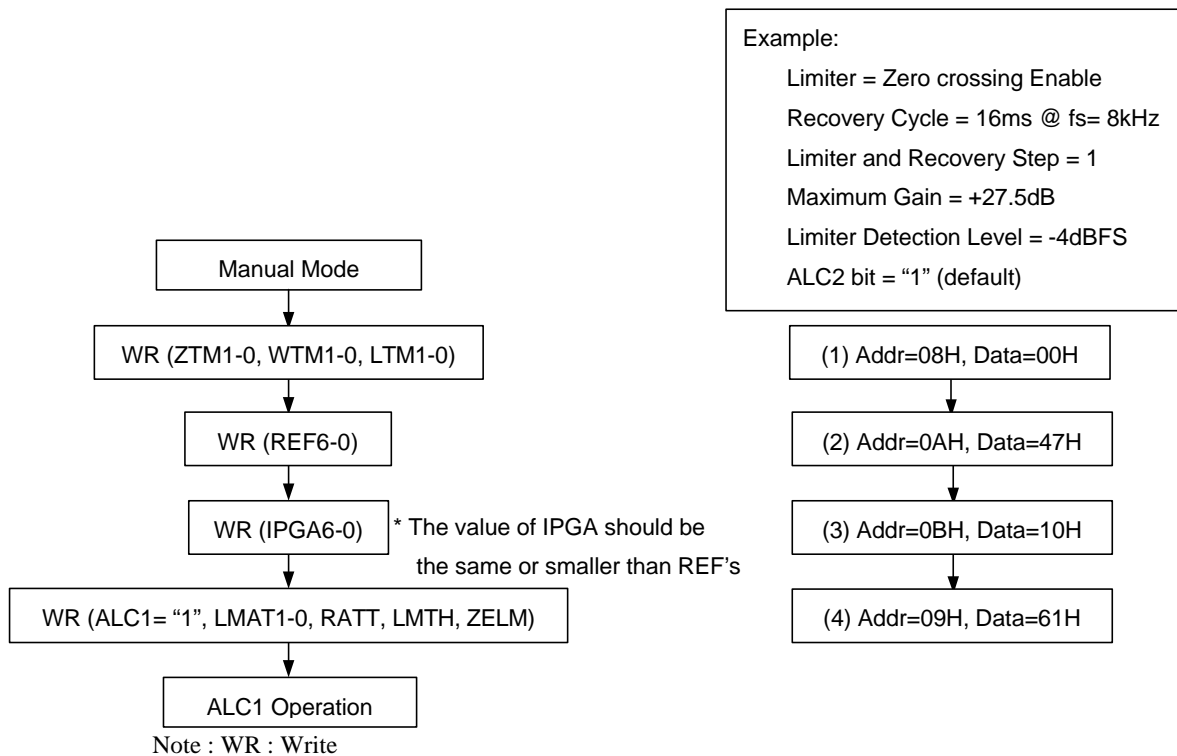 Example:
Limiter = Zero crossing Enable
Recovery Cycle = 16ms @ fs= 8kHz
Limiter and Recovery Step = 1
Maximum Gain = +27.5dB
Limiter Detection Level = -4dBFS
ALC2 bit = “1” (default)
Manual Mode
WR (ZTM1-0, WTM1-0, LTM1-0)
WR (REF6-0)
WR (IPGA6-0)
* The value of IPGA should be
the same or smaller than REF’s
WR (ALC1= “1”, LMAT1-0, RATT, LMTH, ZELM)
ALC1 Operation
Note : WR : Write
(1) Addr=08H, Data=00H
(2) Addr=0AH, Data=47H
(3) Addr=0BH, Data=10H
(4) Addr=09H, Data=61H